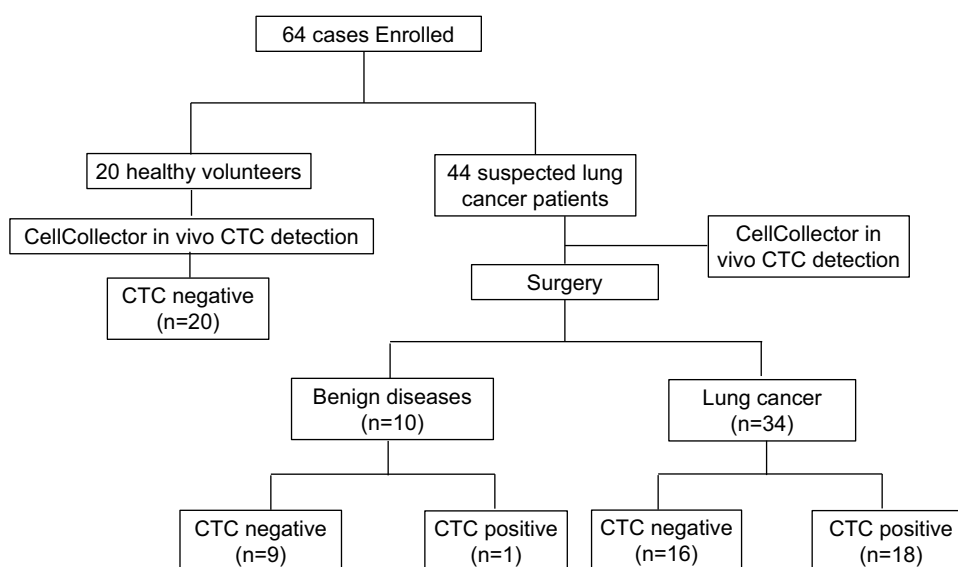 64 cases Enrolled
20 healthy volunteers
44 suspected lung
cancer patients
CellCollector in vivo CTC detection
CellCollector in
vivo CTC detection
Surgery
CTC negative
(n=20)
Benign diseases
(n=10)
Lung cancer
(n=34)
CTC negative
(n=9)
CTC positive
(n=1)
CTC negative
(n=16)
CTC positive
(n=18)